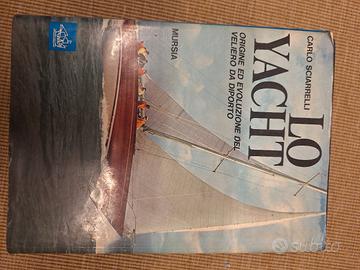 CARLO SCIARRELLI
LO
YACHT
ORIGINE ED EVOLUZIONE DEL
VELIERO DA DIPORTO
MURSIA
subito